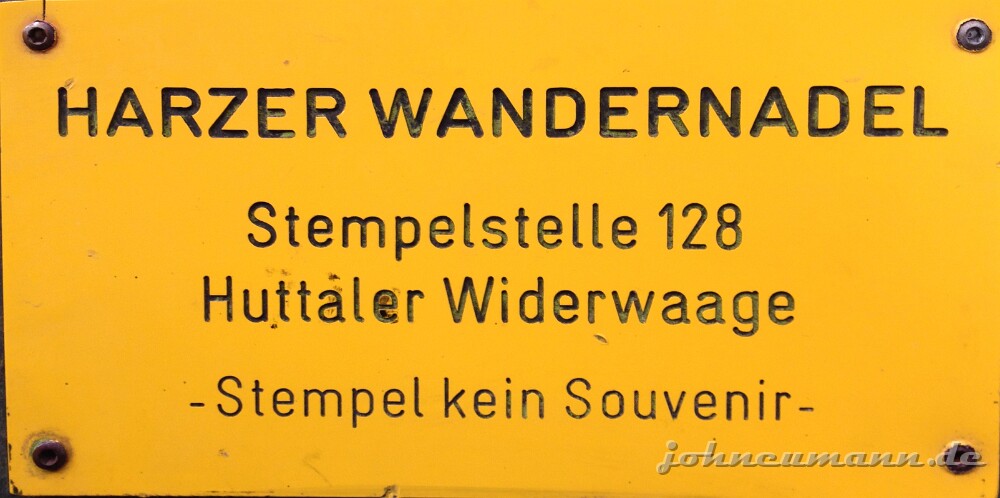 HARZER WANDERNADEL
Stempelstelle 128
Huttaler Widerwaage
-Stempel kein Souvenir-
johneumann.de